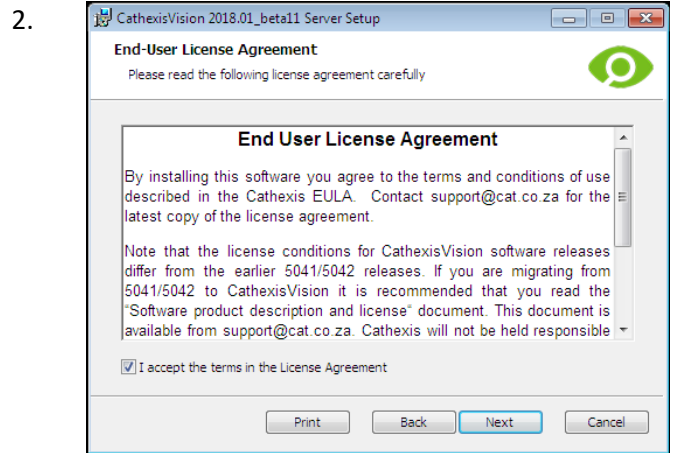 2.
CathexisVision 2018.01_beta11 Server Setup
End-User License Agreement
Please read the following license agreement carefully
End User License Agreement
By installing this software you agree to the terms and conditions of use
described in the Cathexis EULA. Contact support@cat.co.za for the
latest copy of the license agreement.
Note that the license conditions for CathexisVision software releases
differ from the earlier 5041/5042 releases. If you are migrating from
5041/5042 to CathexisVision it is recommended that you read the
“Software product description and license“ document. This document is
available from support@cat.co.za. Cathexis will not be held responsible
I accept the terms in the License Agreement
Print Back Next Cancel